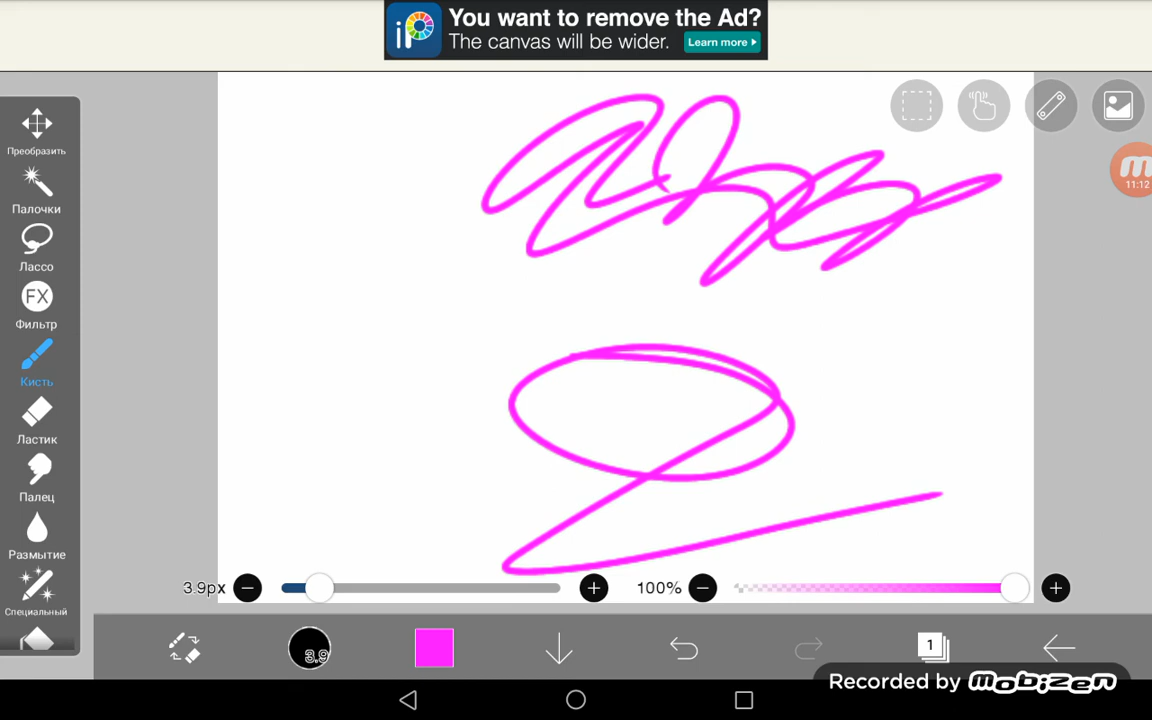 You want to remove the Ad?
The canvas will be wider.
Learn more
iP
Преобразить
Палочки
Лассо
FX
Фильтр
Кисть
Ластик
Палец
Размытие
Специальный
11:12
3.9px
100%
3.9
1
Recorded by mobizen